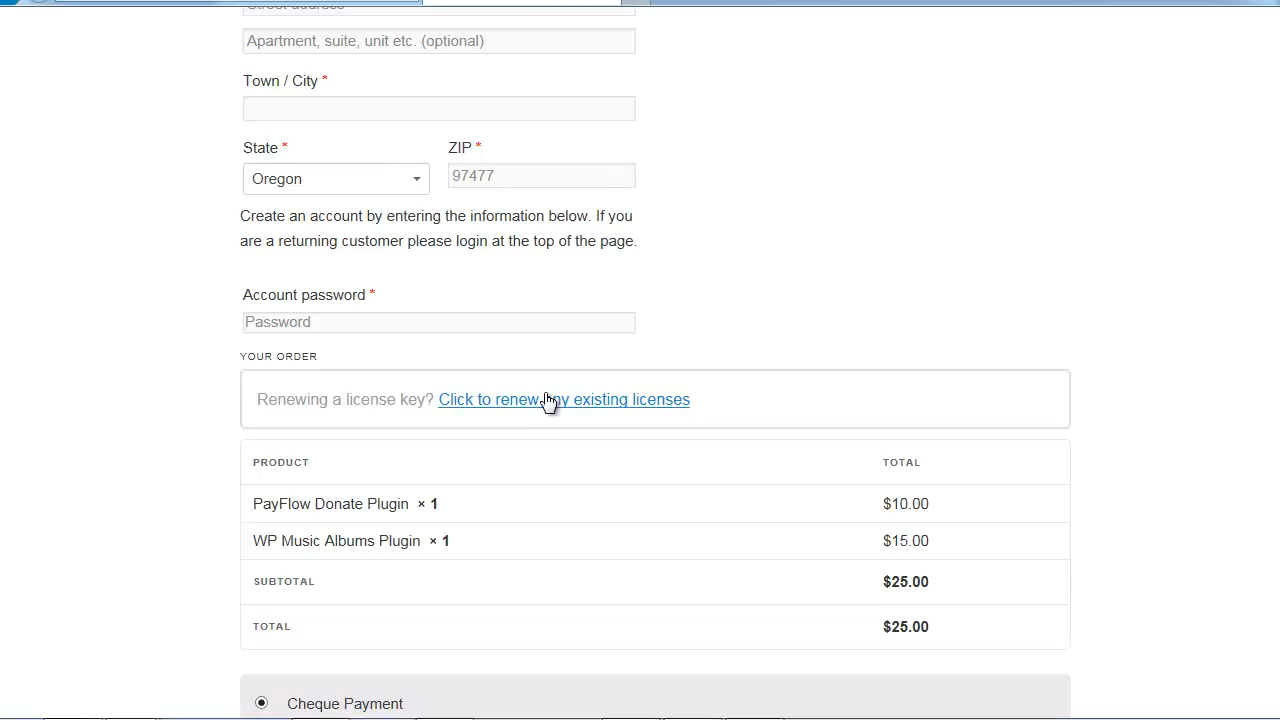 Street address
Apartment, suite, unit etc. (optional)
Town / City *
State * ZIP *
Oregon 97477
Create an account by entering the information below. If you
are a returning customer please login at the top of the page.
Account password *
Password
YOUR ORDER
Renewing a license key? Click to renew my existing licenses
PRODUCT TOTAL
PayFlow Donate Plugin × 1 $10.00
WP Music Albums Plugin × 1 $15.00
SUBTOTAL $25.00
TOTAL $25.00
Cheque Payment